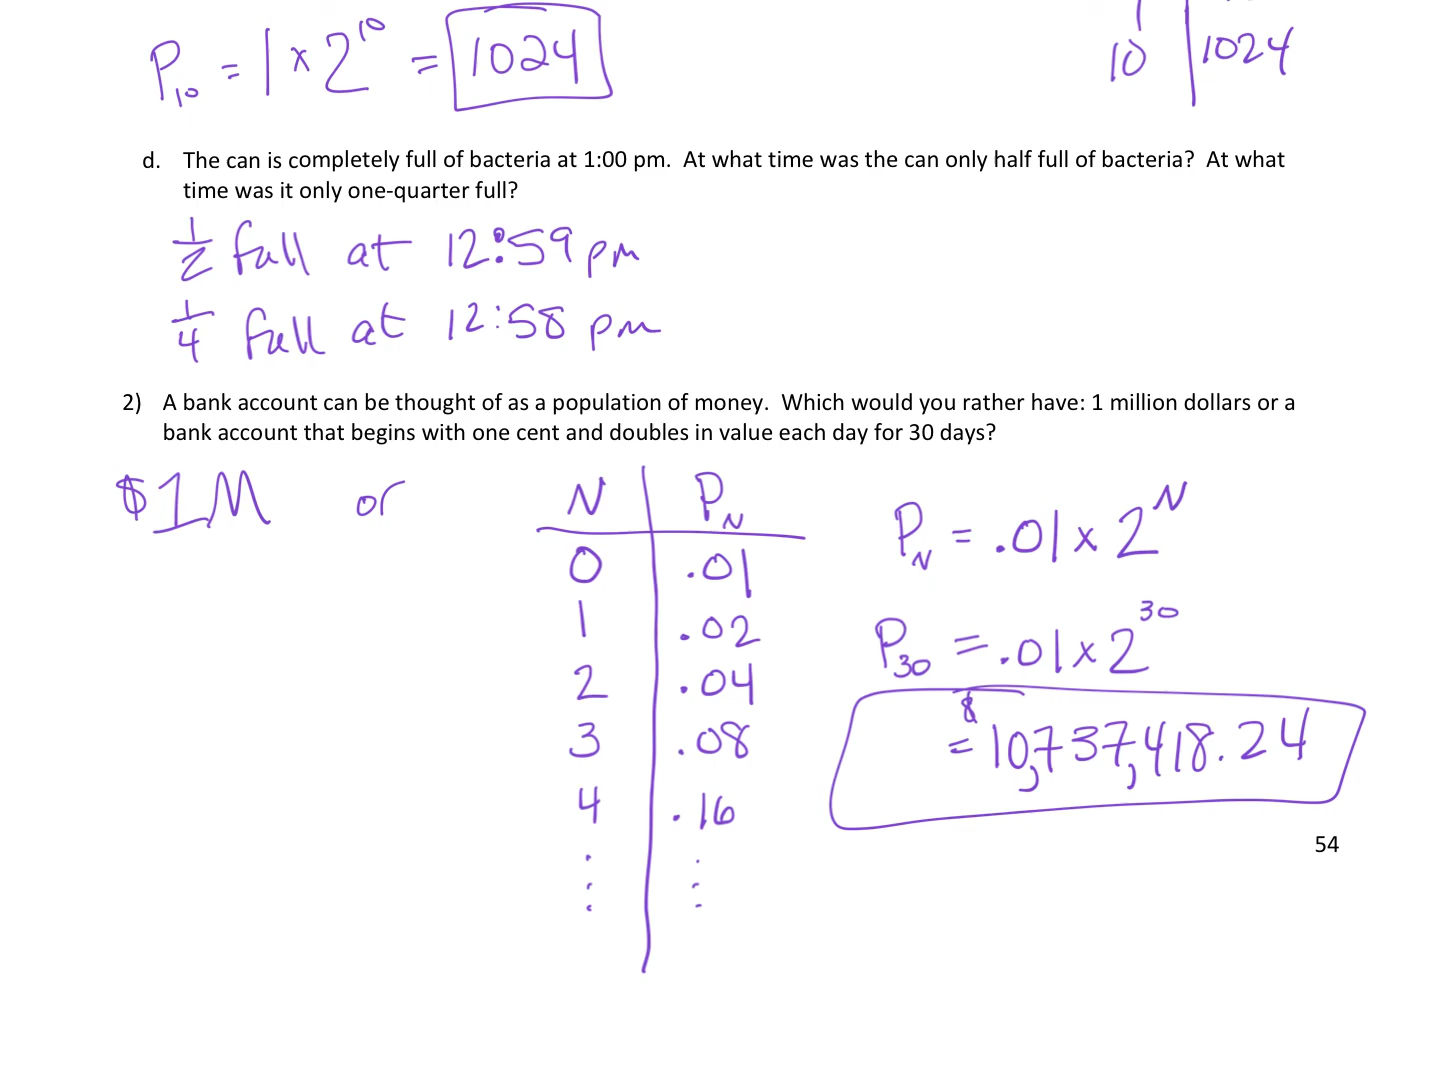 P₁₀ = 1 x 2¹⁰ = 1024
10 | 1024
d. The can is completely full of bacteria at 1:00 pm. At what time was the can only half full of bacteria? At what
time was it only one-quarter full?
1/2 full at 12:59 pm
1/4 full at 12:58 pm
2) A bank account can be thought of as a population of money. Which would you rather have: 1 million dollars or a
bank account that begins with one cent and doubles in value each day for 30 days?
$1M or
N | P_N
0 | .01
1 | .02
2 | .04
3 | .08
4 | .16
⋮ | ⋮
P_N = .01 x 2^N
P₃₀ = .01 x 2³⁰
= 10,737,418.24
54